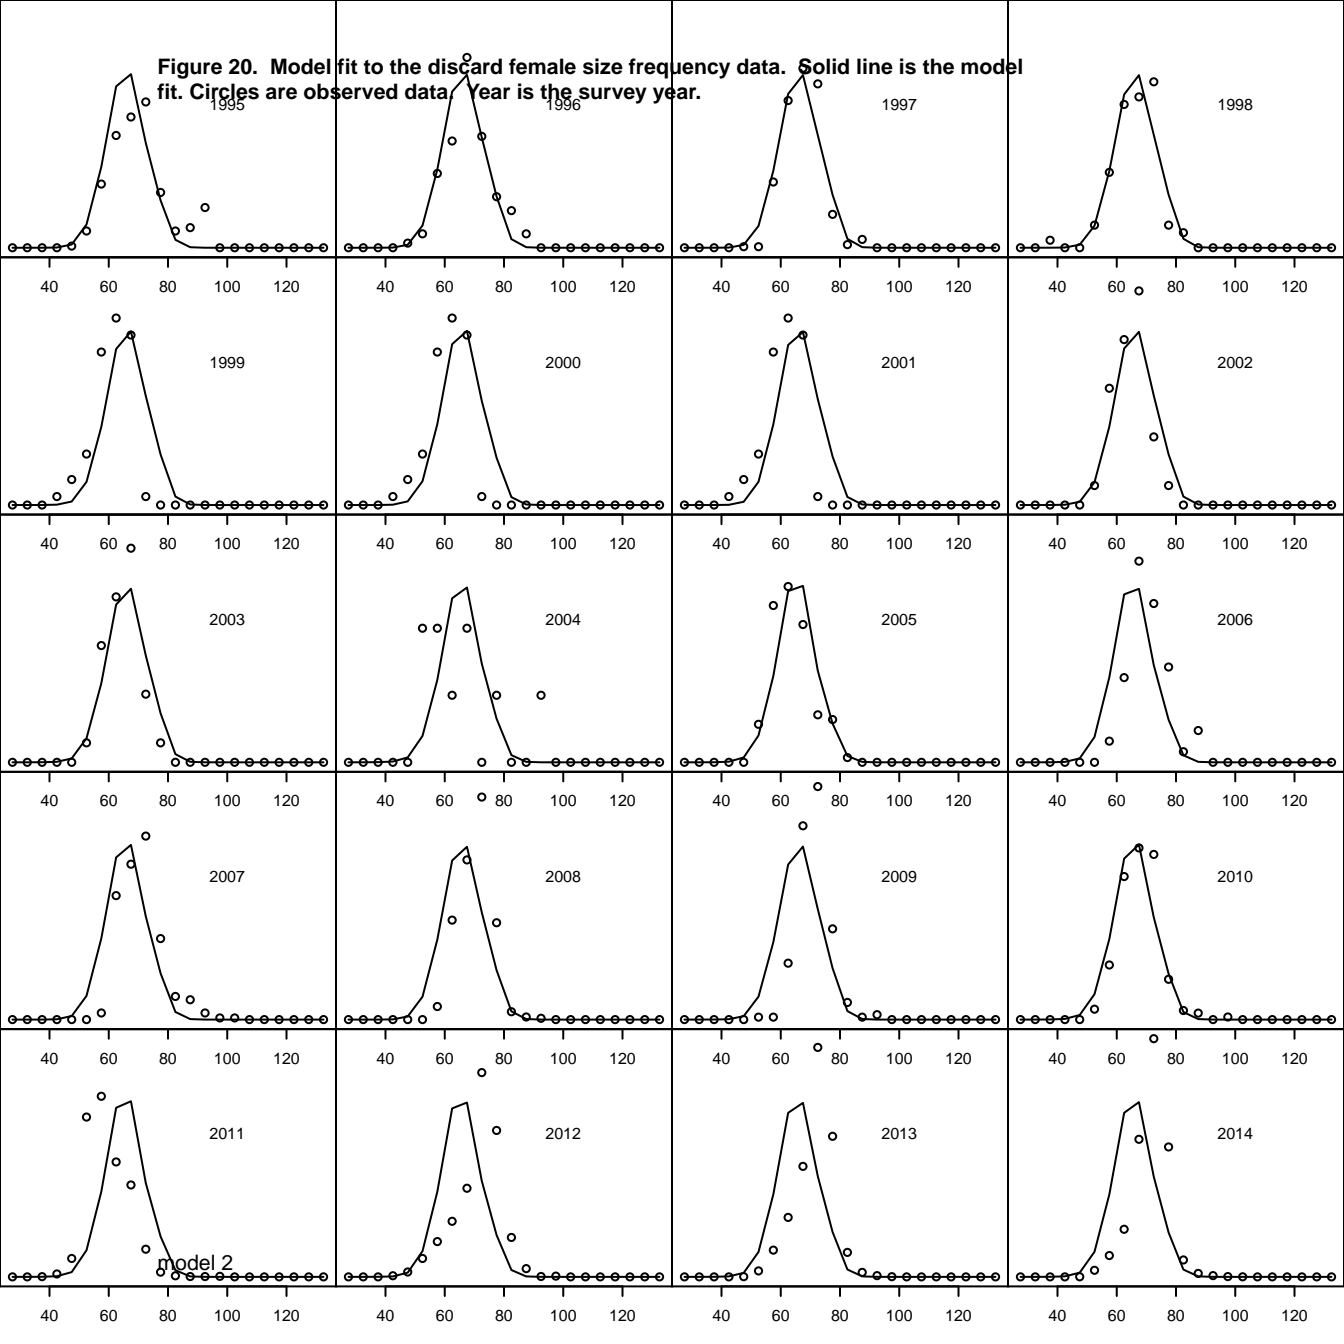 Figure 20.  Model fit to the discard female size frequency data.  Solid line is the model
fit. Circles are observed data.  Year is the survey year.
1995 1996 1997 1998
40 60 80 100 120 40 60 80 100 120 40 60 80 100 120 40 60 80 100 120
1999 2000 2001 2002
40 60 80 100 120 40 60 80 100 120 40 60 80 100 120 40 60 80 100 120
2003 2004 2005 2006
40 60 80 100 120 40 60 80 100 120 40 60 80 100 120 40 60 80 100 120
2007 2008 2009 2010
40 60 80 100 120 40 60 80 100 120 40 60 80 100 120 40 60 80 100 120
2011 2012 2013 2014
model 2
40 60 80 100 120 40 60 80 100 120 40 60 80 100 120 40 60 80 100 120